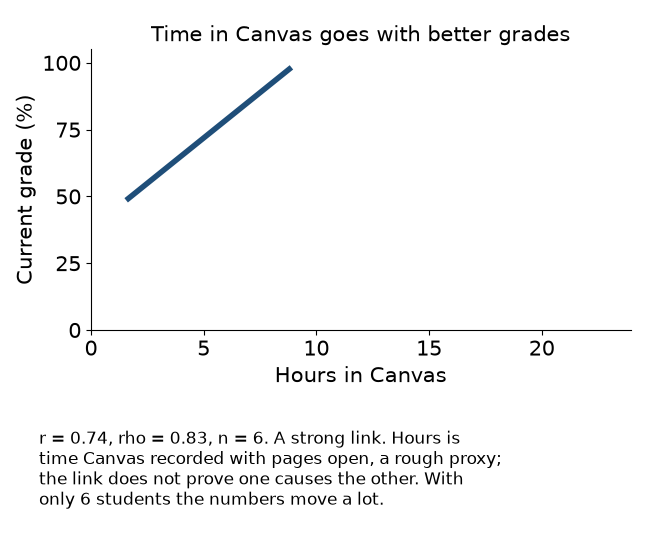 Time in Canvas goes with better grades
Current grade (%)
100
75
50
25
0
0 5 10 15 20
Hours in Canvas
r = 0.74, rho = 0.83, n = 6. A strong link. Hours is
time Canvas recorded with pages open, a rough proxy;
the link does not prove one causes the other. With
only 6 students the numbers move a lot.